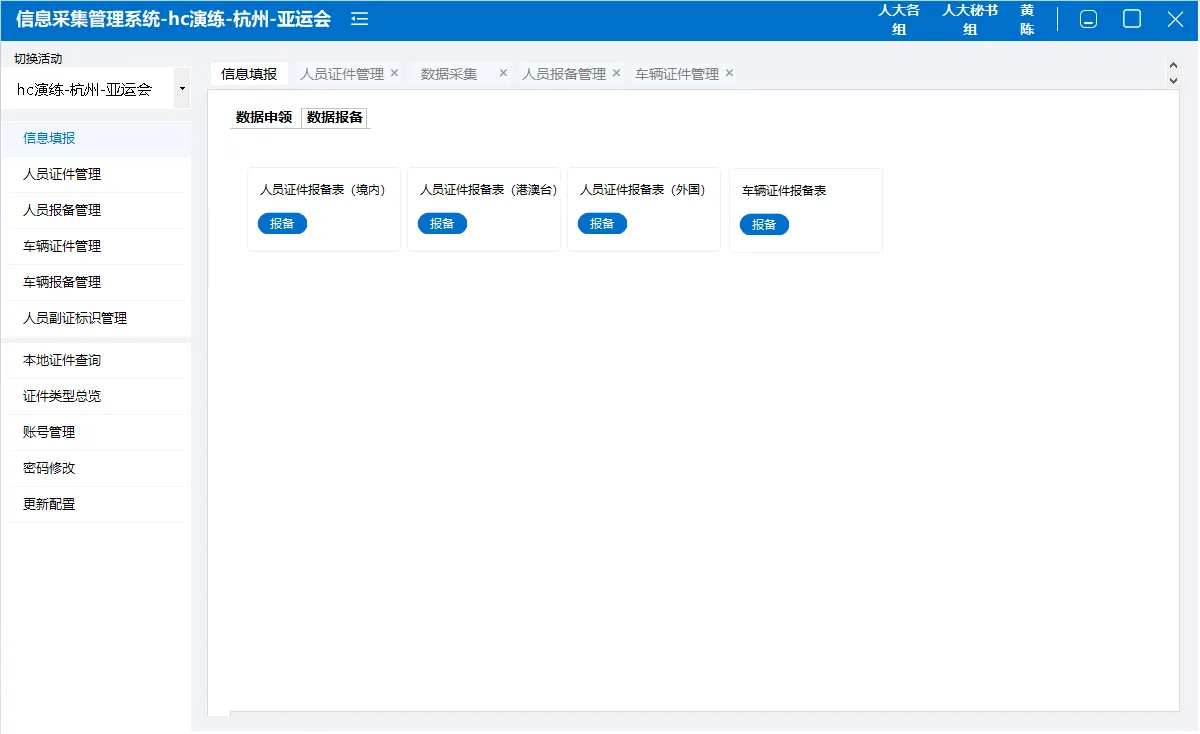 信息采集管理系统-hc演练-杭州-亚运会
人大各组
人大秘书组
黄陈
切换活动
hc演练-杭州-亚运会
信息填报
人员证件管理
人员报备管理
车辆证件管理
车辆报备管理
人员副证标识管理
本地证件查询
证件类型总览
账号管理
密码修改
更新配置
信息填报 人员证件管理 × 数据采集 × 人员报备管理 × 车辆证件管理 ×
数据申领 数据报备
人员证件报备表（境内） 人员证件报备表（港澳台） 人员证件报备表（外国） 车辆证件报备表
报备 报备 报备 报备